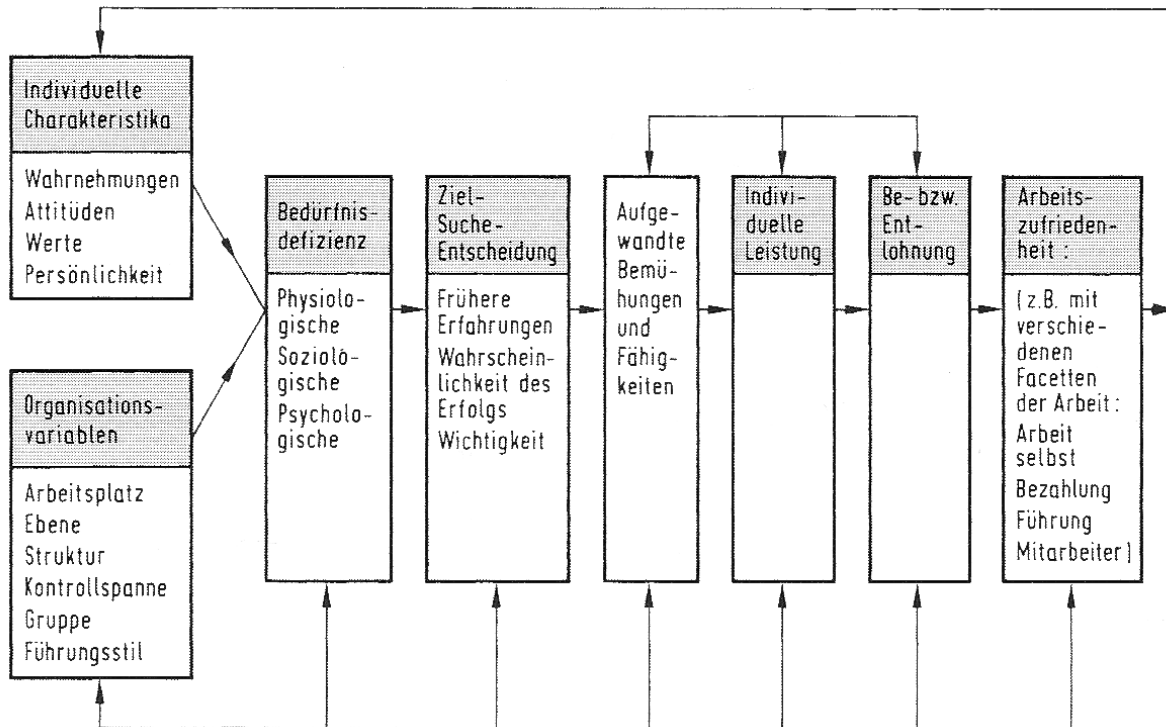 Individuelle
Charakteristika
Wahrnehmungen
Attitüden
Werte
Persönlichkeit
Organisations-
variablen
Arbeitsplatz
Ebene
Struktur
Kontrollspanne
Gruppe
Führungsstil
Bedürfnis-
defizienz
Physiolo-
gische
Soziolo-
gische
Psycholo-
gische
Ziel-
Suche-
Entscheidung
Frühere
Erfahrungen
Wahrschein-
lichkeit des
Erfolgs
Wichtigkeit
Aufge-
wandte
Bemü-
hungen
und
Fähig-
keiten
Indivi-
duelle
Leistung
Be- bzw.
Ent-
lohnung
Arbeits-
zufrieden-
heit :
( z.B. mit
verschie-
denen
Facetten
der Arbeit :
Arbeit
selbst
Bezahlung
Führung
Mitarbeiter )